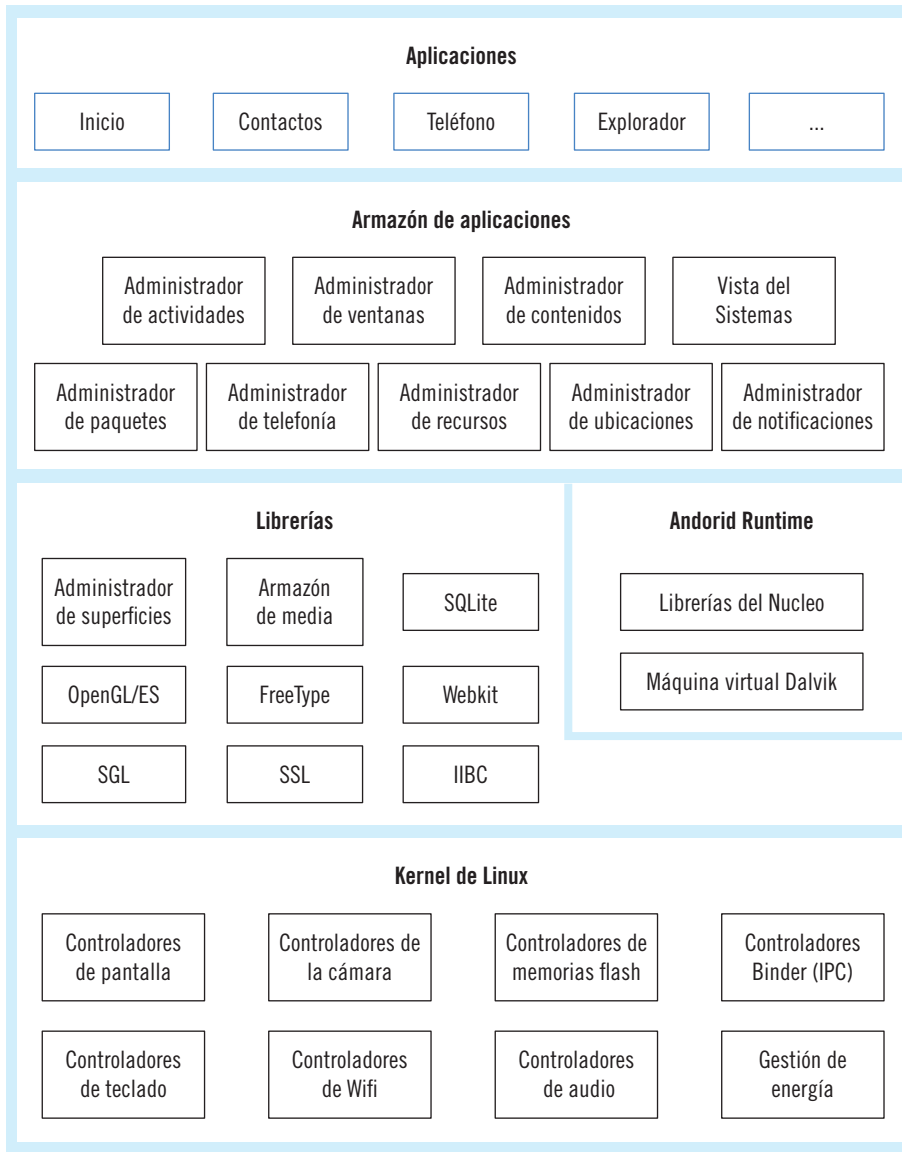 Aplicaciones
Inicio
Contactos
Teléfono
Explorador
...
Armazón de aplicaciones
Administrador
de actividades
Administrador
de ventanas
Administrador
de contenidos
Vista del
Sistemas
Administrador
de paquetes
Administrador
de telefonía
Administrador
de recursos
Administrador
de ubicaciones
Administrador
de notificaciones
Librerías
Administrador
de superficies
Armazón
de media
SQLite
OpenGL/ES
FreeType
Webkit
SGL
SSL
IIBC
Andorid Runtime
Librerías del Nucleo
Máquina virtual Dalvik
Kernel de Linux
Controladores
de pantalla
Controladores de
la cámara
Controladores de
memorias flash
Controladores
Binder (IPC)
Controladores
de teclado
Controladores
de Wifi
Controladores
de audio
Gestión de
energía